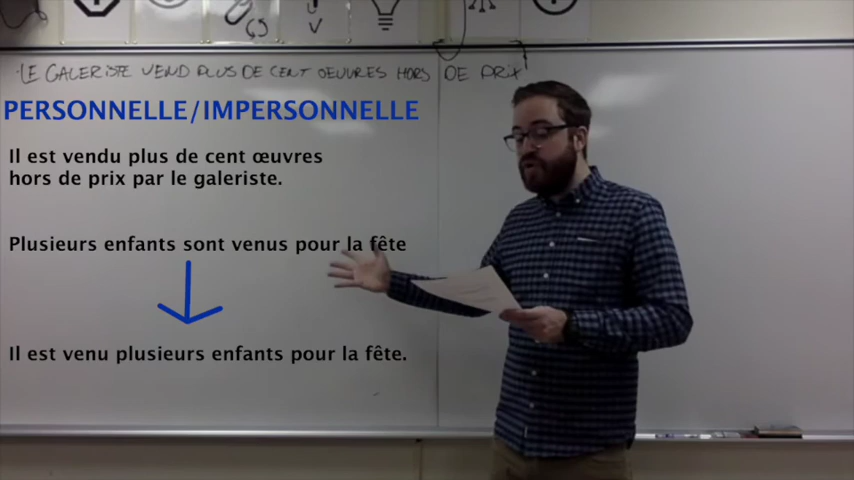 LE GALERISTE VEND PLUS DE CENT OEUVRES HORS DE PRIX
PERSONNELLE/IMPERSONNELLE
Il est vendu plus de cent œuvres
hors de prix par le galeriste.
Plusieurs enfants sont venus pour la fête
Il est venu plusieurs enfants pour la fête.